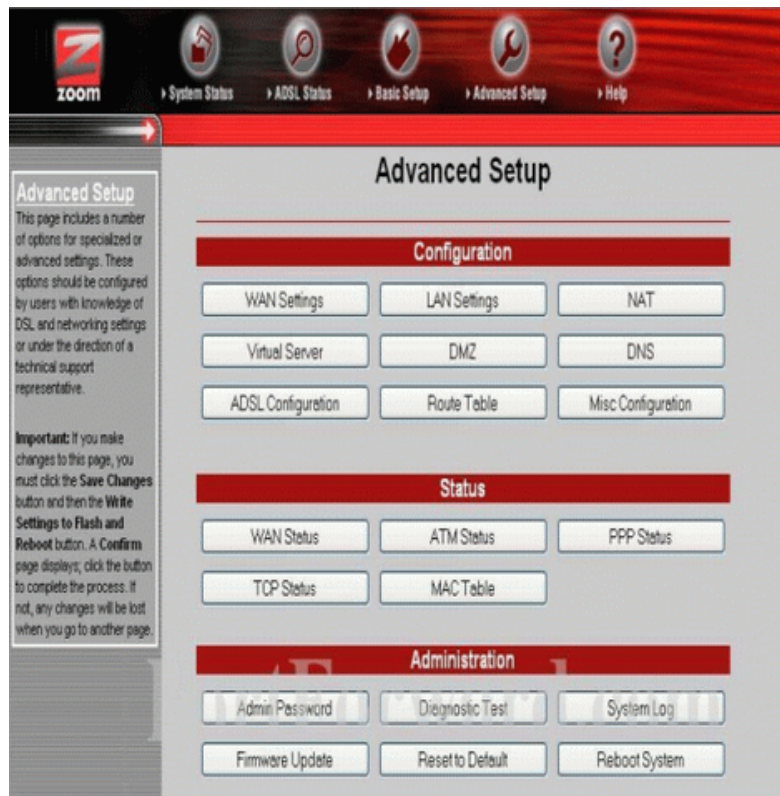 zoom
System Status
ADSL Status
Basic Setup
Advanced Setup
Help
Advanced Setup
This page includes a number
of options for specialized or
advanced settings. These
options should be configured
by users with knowledge of
DSL and networking settings
or under the direction of a
technical support
representative.
Important: If you make
changes to this page, you
must click the Save Changes
button and then the Write
Settings to Flash and
Reboot button. A Confirm
page displays; click the button
to complete the process. If
not, any changes will be lost
when you go to another page.
Advanced Setup
Configuration
WAN Settings
LAN Settings
NAT
Virtual Server
DMZ
DNS
ADSL Configuration
Route Table
Misc Configuration
Status
WAN Status
ATM Status
PPP Status
TCP Status
MAC Table
Administration
Admin Password
Diagnostic Test
System Log
Firmware Update
Reset to Default
Reboot System
PortForward.com